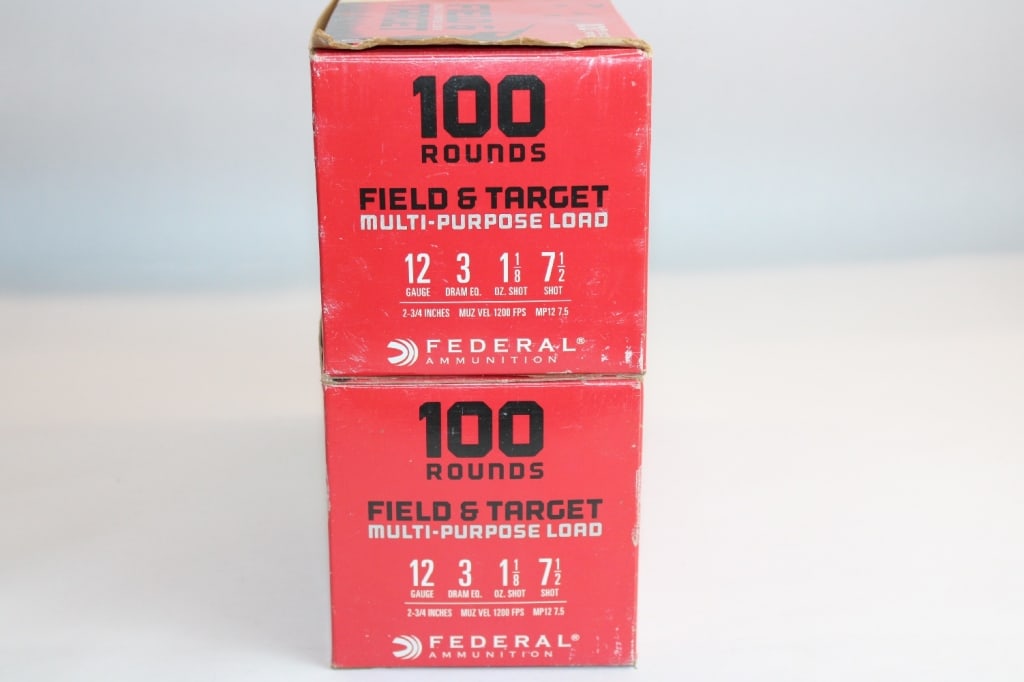 100
ROUNDS
FIELD & TARGET
MULTI-PURPOSE LOAD
12 3 1 1/8 7 1/2
GAUGE DRAM EQ. OZ. SHOT SHOT
2-3/4 INCHES MUZ VEL 1200 FPS MP12 7.5
FEDERAL®
AMMUNITION
100
ROUNDS
FIELD & TARGET
MULTI-PURPOSE LOAD
12 3 1 1/8 7 1/2
GAUGE DRAM EQ. OZ. SHOT SHOT
2-3/4 INCHES MUZ VEL 1200 FPS MP12 7.5
FEDERAL®
AMMUNITION